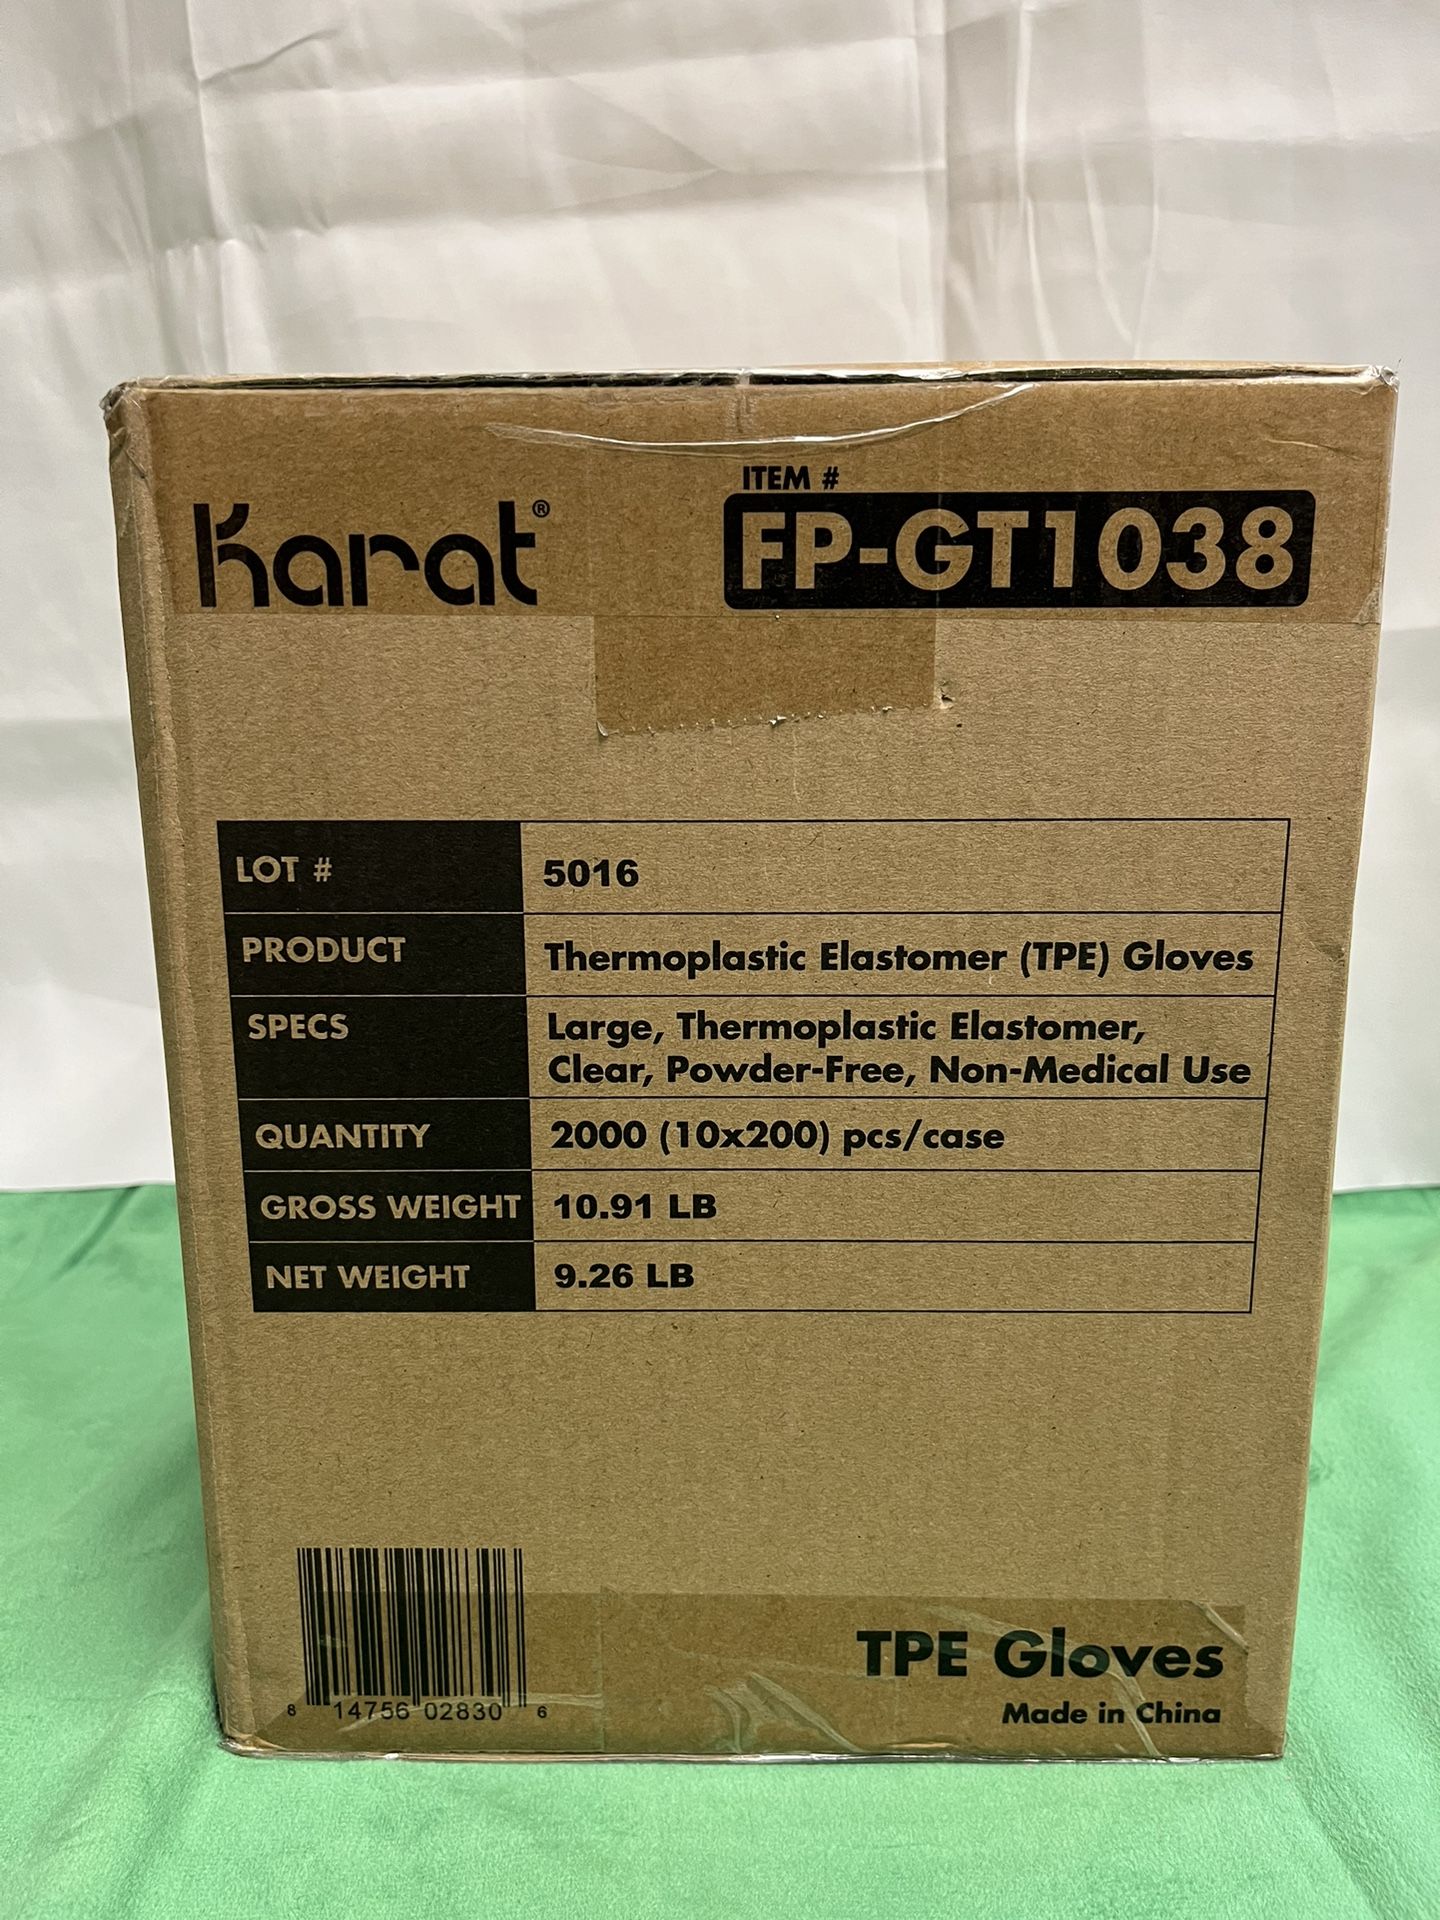 Karat®
ITEM #
FP-GT1038
LOT # 5016
PRODUCT Thermoplastic Elastomer (TPE) Gloves
SPECS Large, Thermoplastic Elastomer,
Clear, Powder-Free, Non-Medical Use
QUANTITY 2000 (10x200) pcs/case
GROSS WEIGHT 10.91 LB
NET WEIGHT 9.26 LB
8 14756 02830 6
TPE Gloves
Made in China